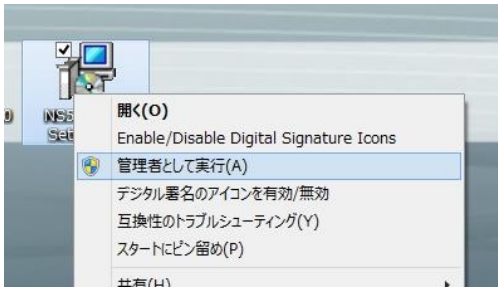 開く(O)
Enable/Disable Digital Signature Icons
管理者として実行(A)
デジタル署名のアイコンを有効/無効
互換性のトラブルシューティング(Y)
スタートにピン留め(P)
共有(H)